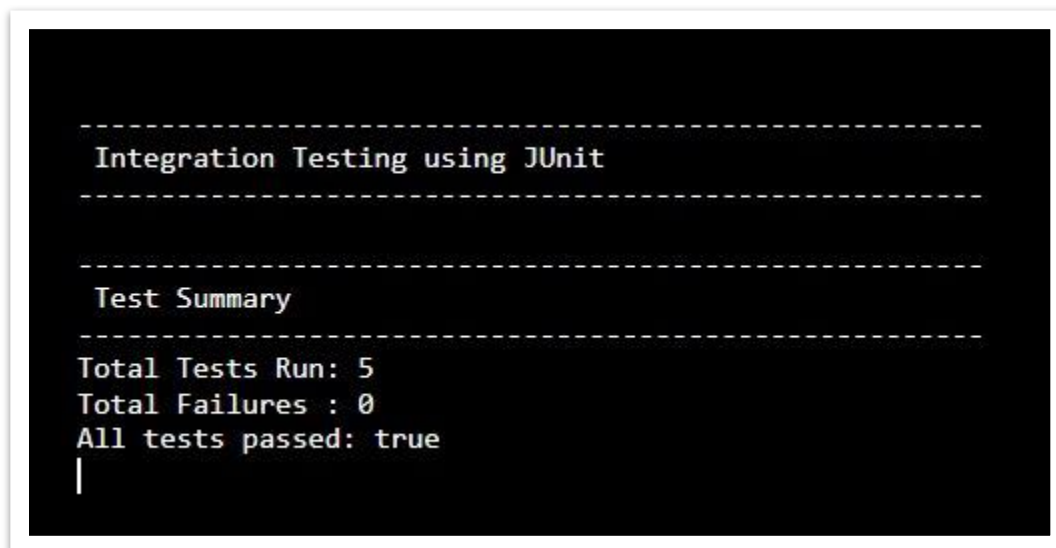 -------------------------------------------------------
Integration Testing using JUnit
-------------------------------------------------------
-------------------------------------------------------
Test Summary
-------------------------------------------------------
Total Tests Run: 5
Total Failures : 0
All tests passed: true